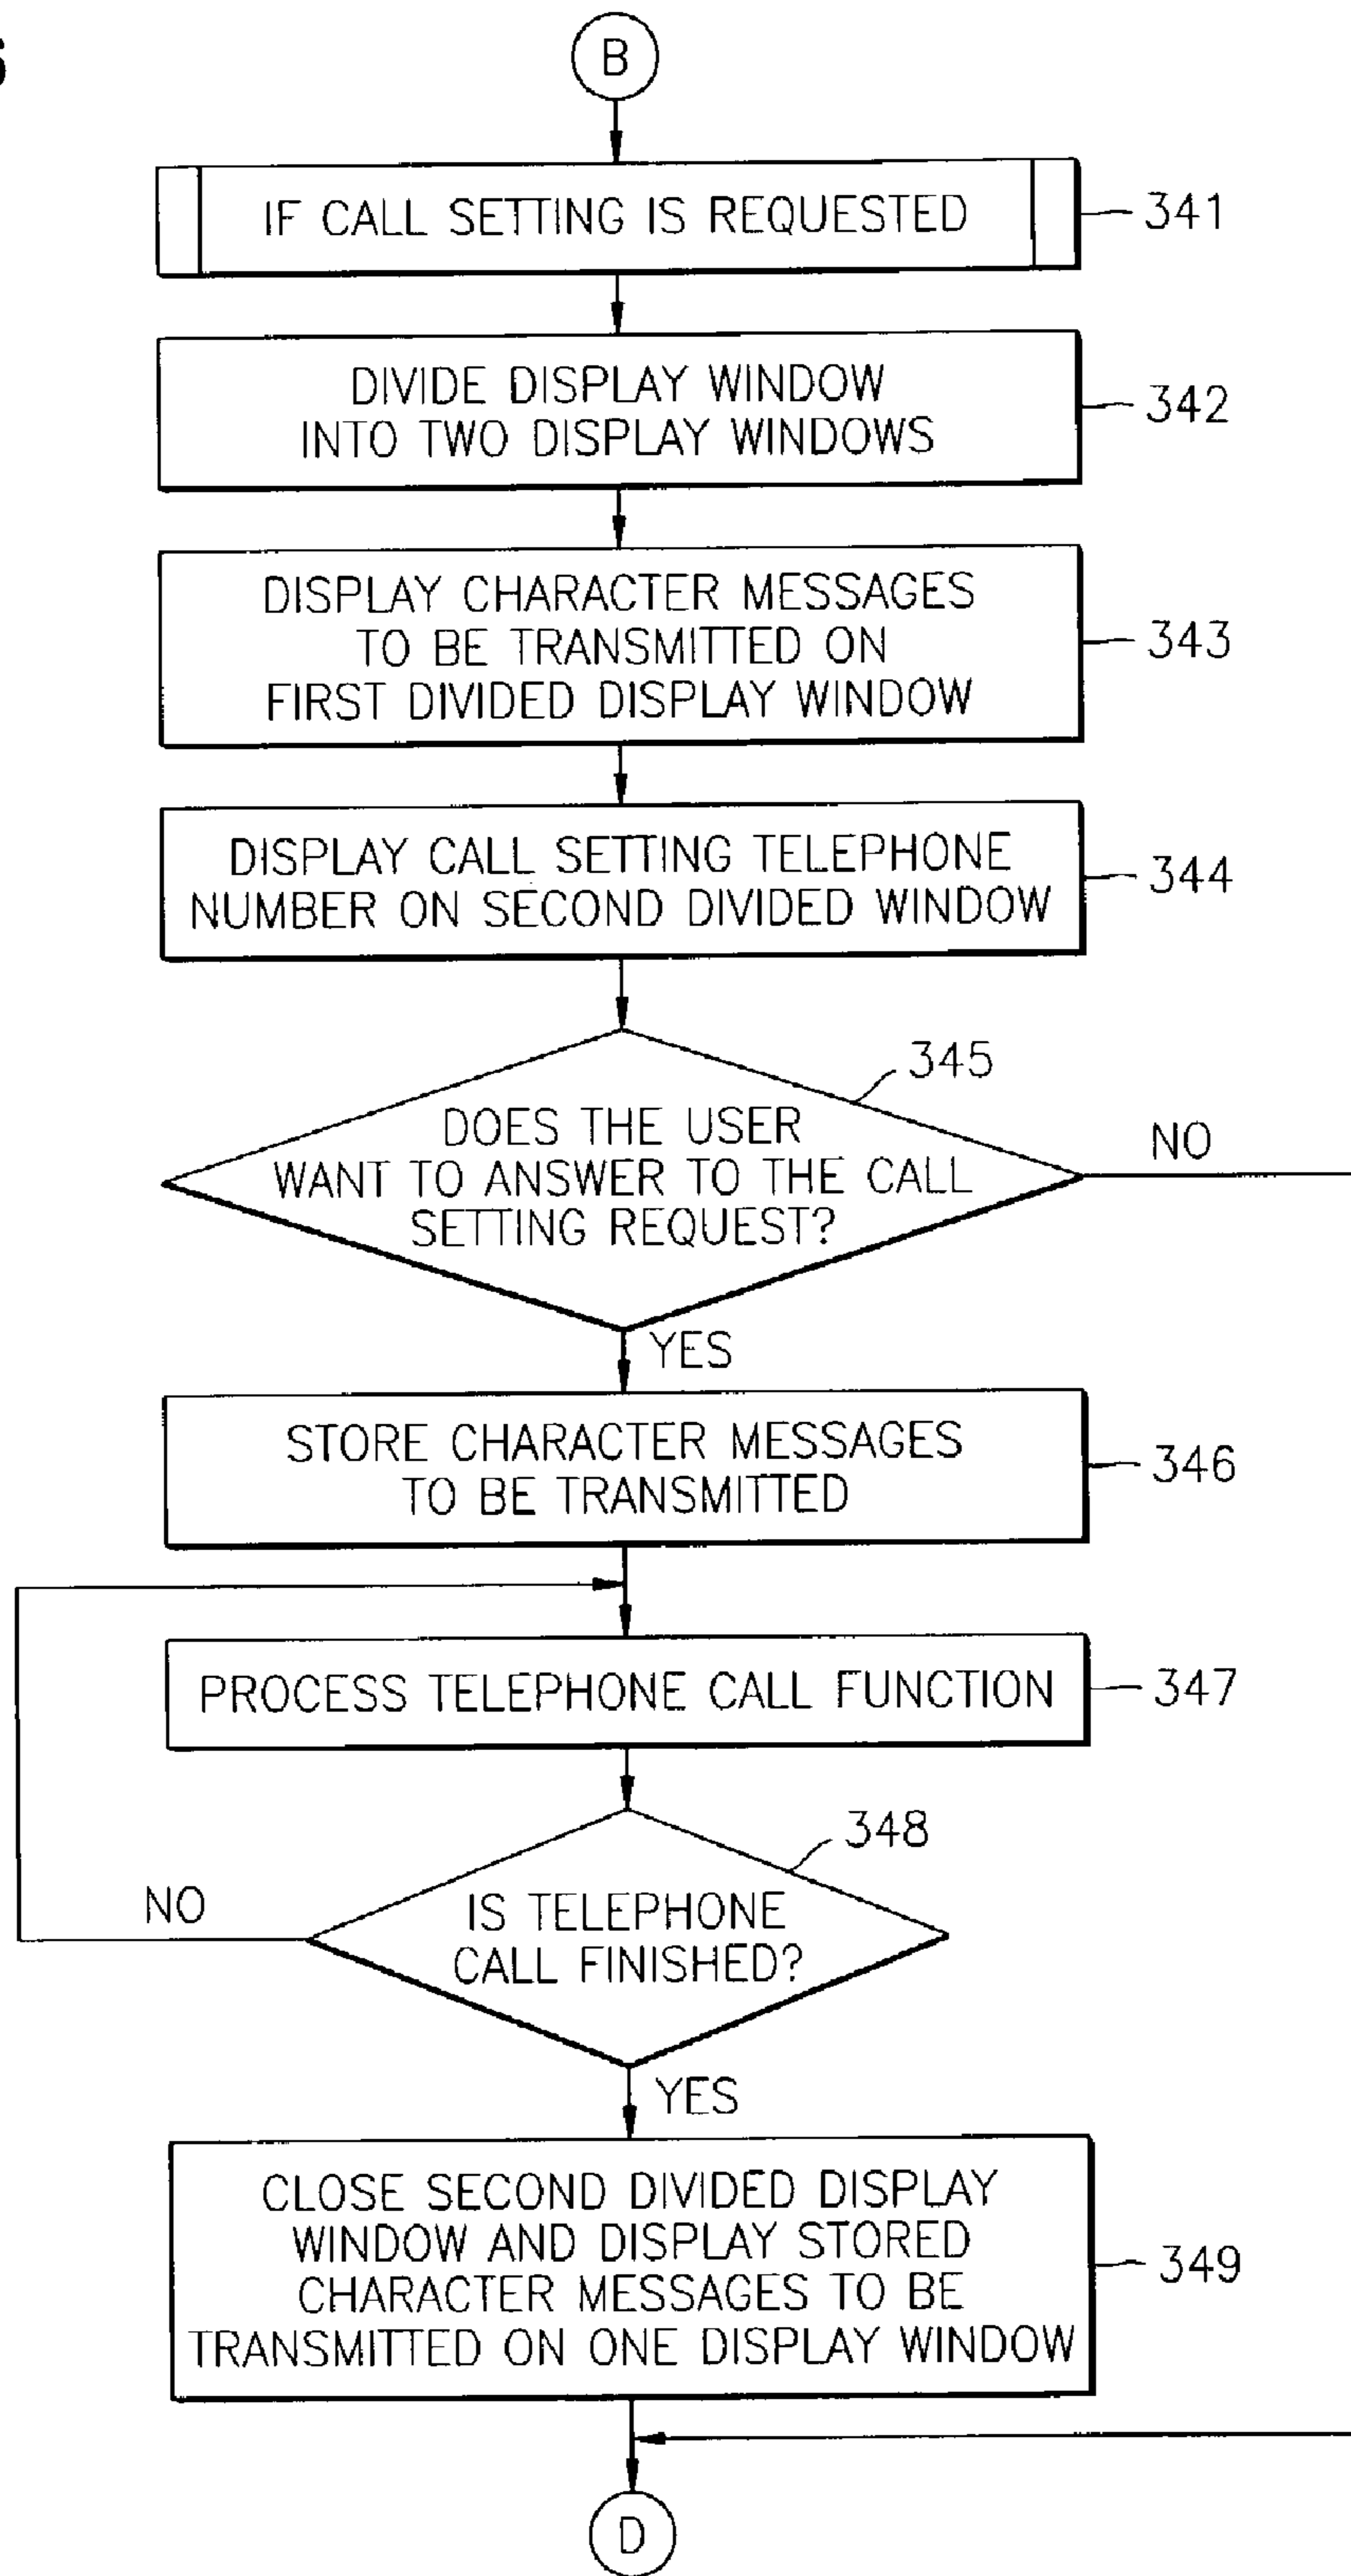 B
IF CALL SETTING IS REQUESTED
341
DIVIDE DISPLAY WINDOW
INTO TWO DISPLAY WINDOWS
342
DISPLAY CHARACTER MESSAGES
TO BE TRANSMITTED ON
FIRST DIVIDED DISPLAY WINDOW
343
DISPLAY CALL SETTING TELEPHONE
NUMBER ON SECOND DIVIDED WINDOW
344
345
DOES THE USER
WANT TO ANSWER TO THE CALL
SETTING REQUEST?
NO
YES
STORE CHARACTER MESSAGES
TO BE TRANSMITTED
346
PROCESS TELEPHONE CALL FUNCTION
347
348
IS TELEPHONE
CALL FINISHED?
NO
YES
CLOSE SECOND DIVIDED DISPLAY
WINDOW AND DISPLAY STORED
CHARACTER MESSAGES TO BE
TRANSMITTED ON ONE DISPLAY WINDOW
349
D